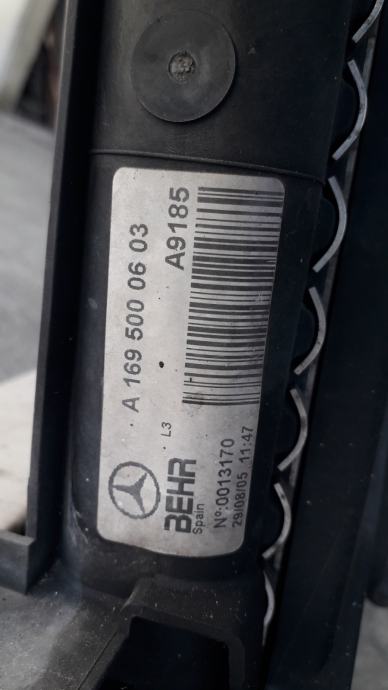 A 169 500 06 03
A9185
L3
BEHR
Spain
Nº:0013170
29/08/05 11:47